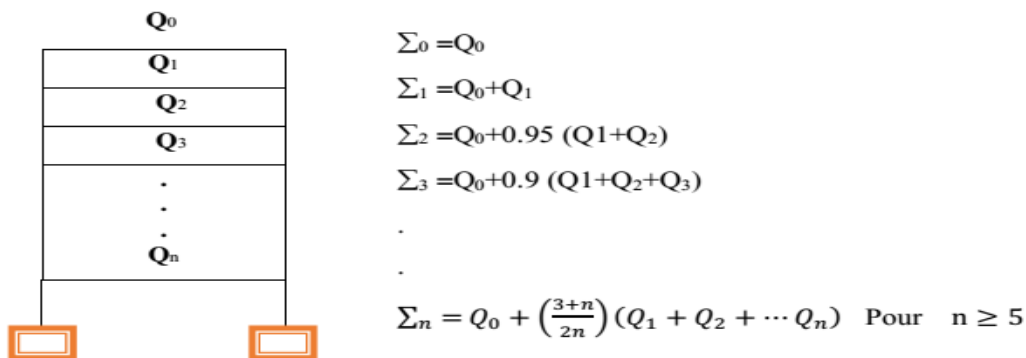 Q₀
Q₁
Q₂
Q₃
.
.
.
Qₙ
∑₀ =Q₀
∑₁ =Q₀+Q₁
∑₂ =Q₀+0.95 (Q1+Q₂)
∑₃ =Q₀+0.9 (Q1+Q₂+Q₃)
.
.
∑ₙ = Q₀ + (3+n/2n) (Q₁ + Q₂ + ⋯ Qₙ) Pour n ≥ 5